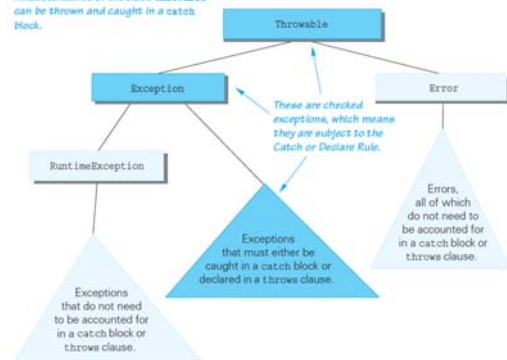 can be thrown and caught in a catch
block.
Throwable
Exception
These are checked
exceptions, which means
they are subject to the
Catch or Declare Rule.
Error
RuntimeException
Errors,
all of which
do not need to
be accounted for
in a catch block or
throws clause.
Exceptions
that must either be
caught in a catch block or
declared in a throws clause.
Exceptions
that do not need
to be accounted for
in a catch block or
throws clause.